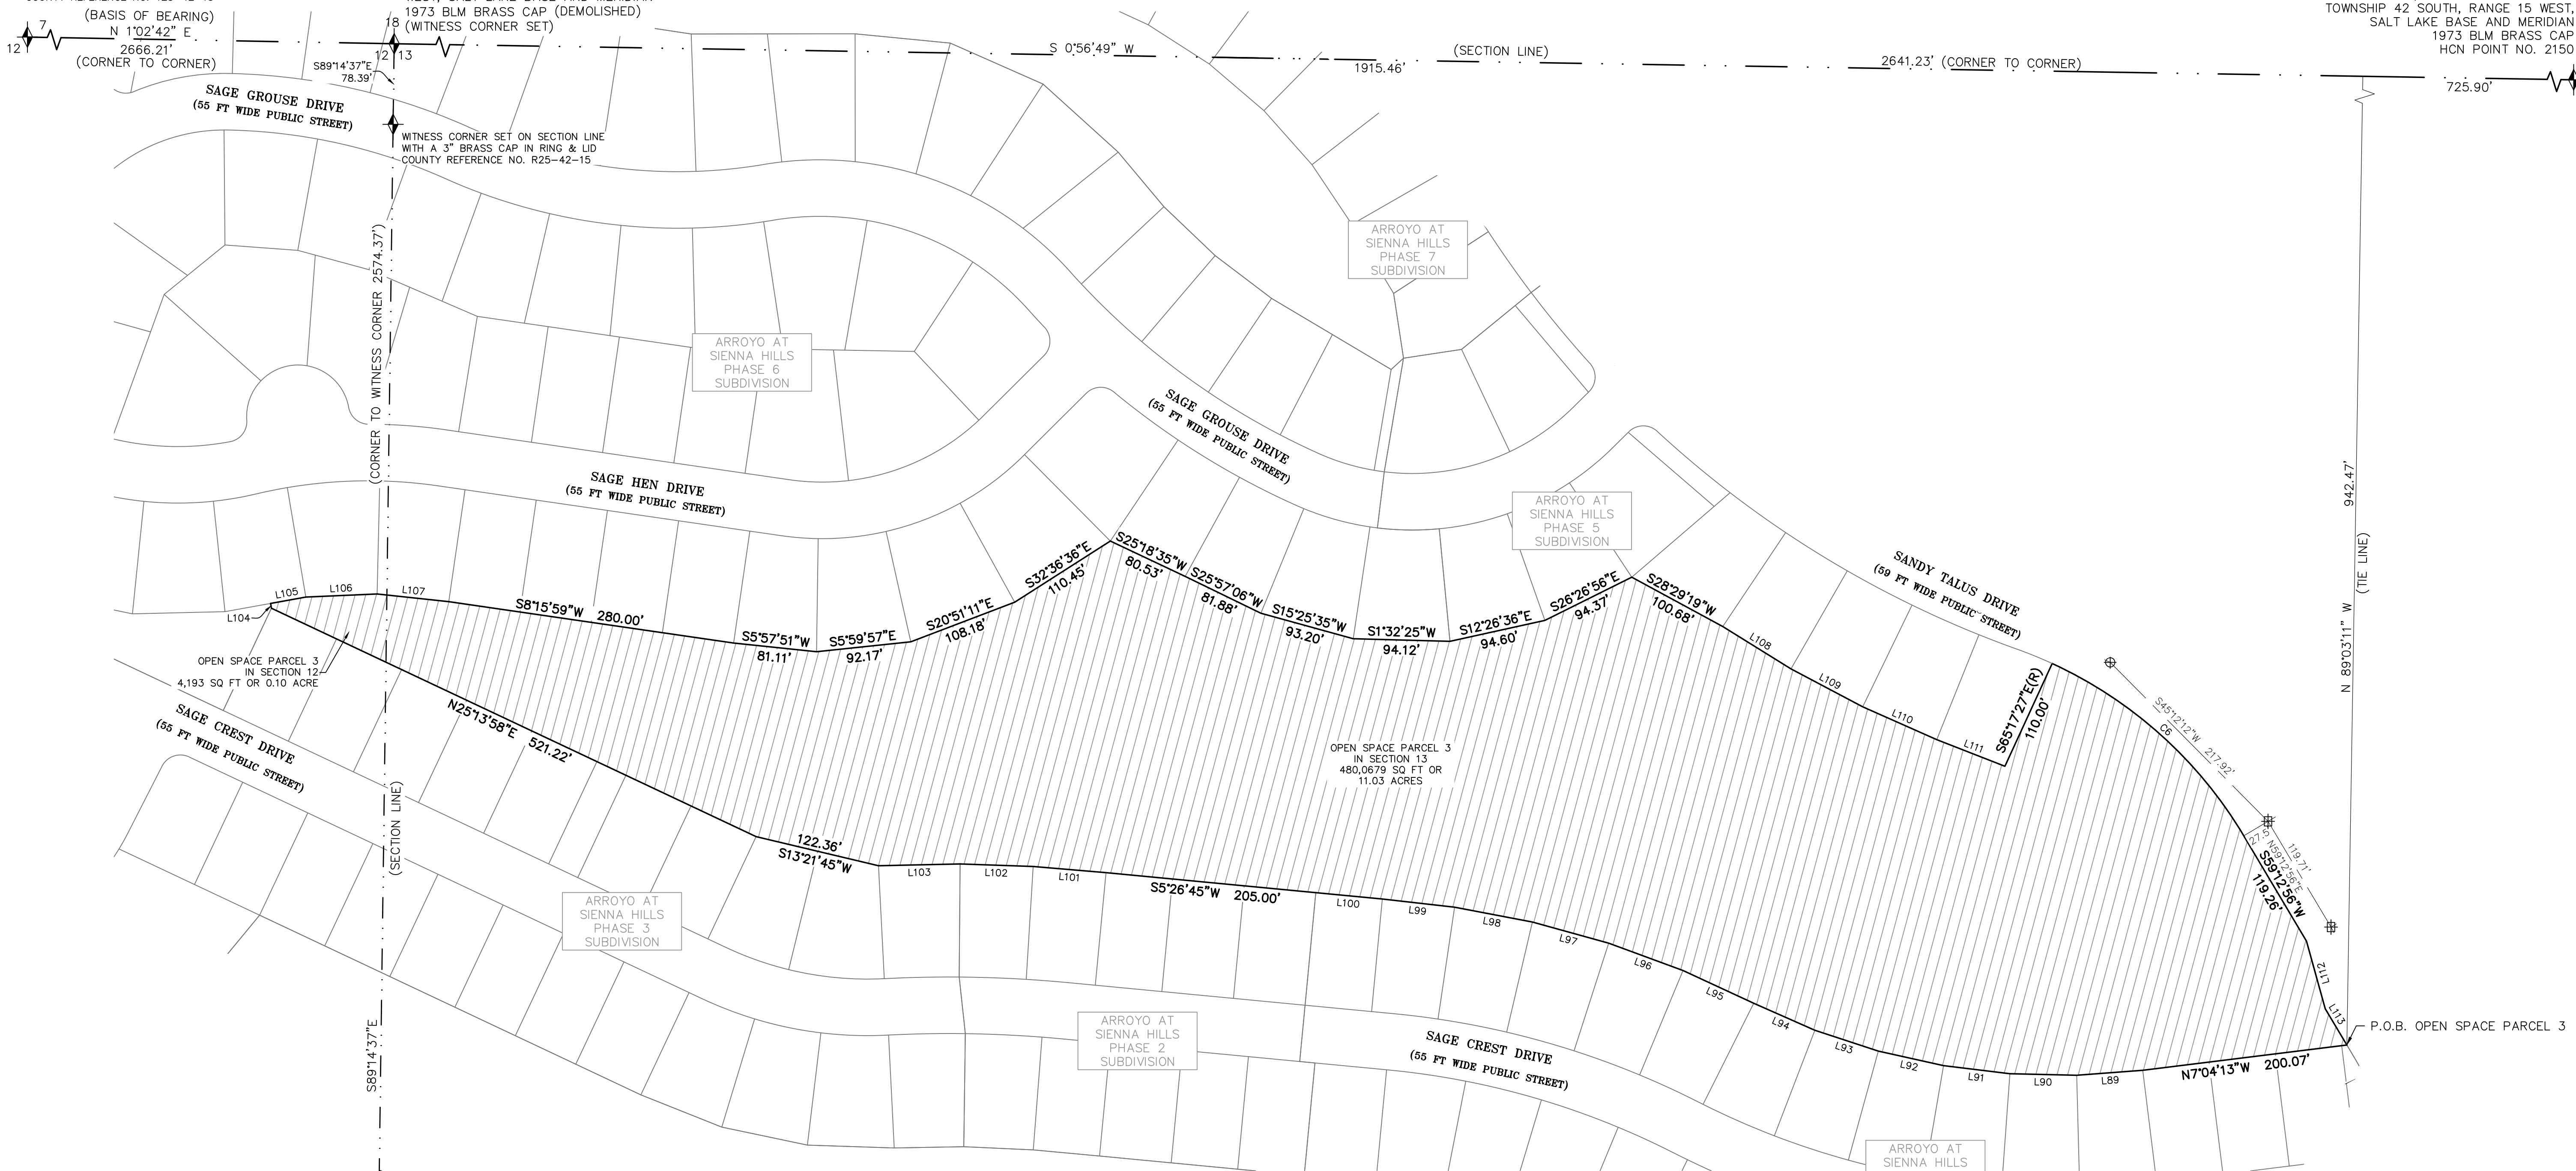 (BASIS OF BEARING)
N 1°02'42" E
2666.21'
(CORNER TO CORNER)
7
12
18
12
13
1973 BLM BRASS CAP (DEMOLISHED)
(WITNESS CORNER SET)
S89°14'37"E
78.39'
WITNESS CORNER SET ON SECTION LINE
WITH A 3" BRASS CAP IN RING & LID
COUNTY REFERENCE NO. R25-42-15
S 0°56'49" W
1915.46'
(SECTION LINE)
2641.23' (CORNER TO CORNER)
TOWNSHIP 42 SOUTH, RANGE 15 WEST,
SALT LAKE BASE AND MERIDIAN
1973 BLM BRASS CAP
HCN POINT NO. 2150
725.90'
SAGE GROUSE DRIVE
(55 FT WIDE PUBLIC STREET)
(CORNER TO WITNESS CORNER 2574.37')
ARROYO AT
SIENNA HILLS
PHASE 7
SUBDIVISION
ARROYO AT
SIENNA HILLS
PHASE 6
SUBDIVISION
SAGE GROUSE DRIVE
(55 FT WIDE PUBLIC STREET)
SAGE HEN DRIVE
(55 FT WIDE PUBLIC STREET)
ARROYO AT
SIENNA HILLS
PHASE 5
SUBDIVISION
SANDY TALUS DRIVE
(59 FT WIDE PUBLIC STREET)
942.47'
(TIE LINE)
N 89°03'11" W
L104
L105
L106
L107
S8°15'59"W 280.00'
S5°57'51"W
81.11'
S5°59'57"E
92.17'
S20°51'11"E
108.18'
S32°36'36"E
110.45'
S25°18'35"W
80.53'
S25°57'06"W
81.88'
S15°25'35"W
93.20'
S1°32'25"W
94.12'
S12°26'36"E
94.60'
S26°26'56"E
94.37'
S28°29'19"W
100.68'
L108
L109
L110
L111
S65°17'27"E(R)
110.00'
C6
S45°12'12"W 217.92'
27.5'
N59°12'56"E
119.71'
S59°12'56"W
119.26'
L112
L113
P.O.B. OPEN SPACE PARCEL 3
OPEN SPACE PARCEL 3
IN SECTION 12
4,193 SQ FT OR 0.10 ACRE
SAGE CREST DRIVE
(55 FT WIDE PUBLIC STREET)
N25°13'58"E 521.22'
OPEN SPACE PARCEL 3
IN SECTION 13
480,0679 SQ FT OR
11.03 ACRES
(SECTION LINE)
122.36'
S13°21'45"W
L103
L102
L101
S5°26'45"W 205.00'
L100
L99
L98
L97
L96
L95
L94
L93
L92
L91
L90
L89
N7°04'13"W 200.07'
ARROYO AT
SIENNA HILLS
PHASE 3
SUBDIVISION
ARROYO AT
SIENNA HILLS
PHASE 2
SUBDIVISION
SAGE CREST DRIVE
(55 FT WIDE PUBLIC STREET)
S89°14'37"E
ARROYO AT
SIENNA HILLS